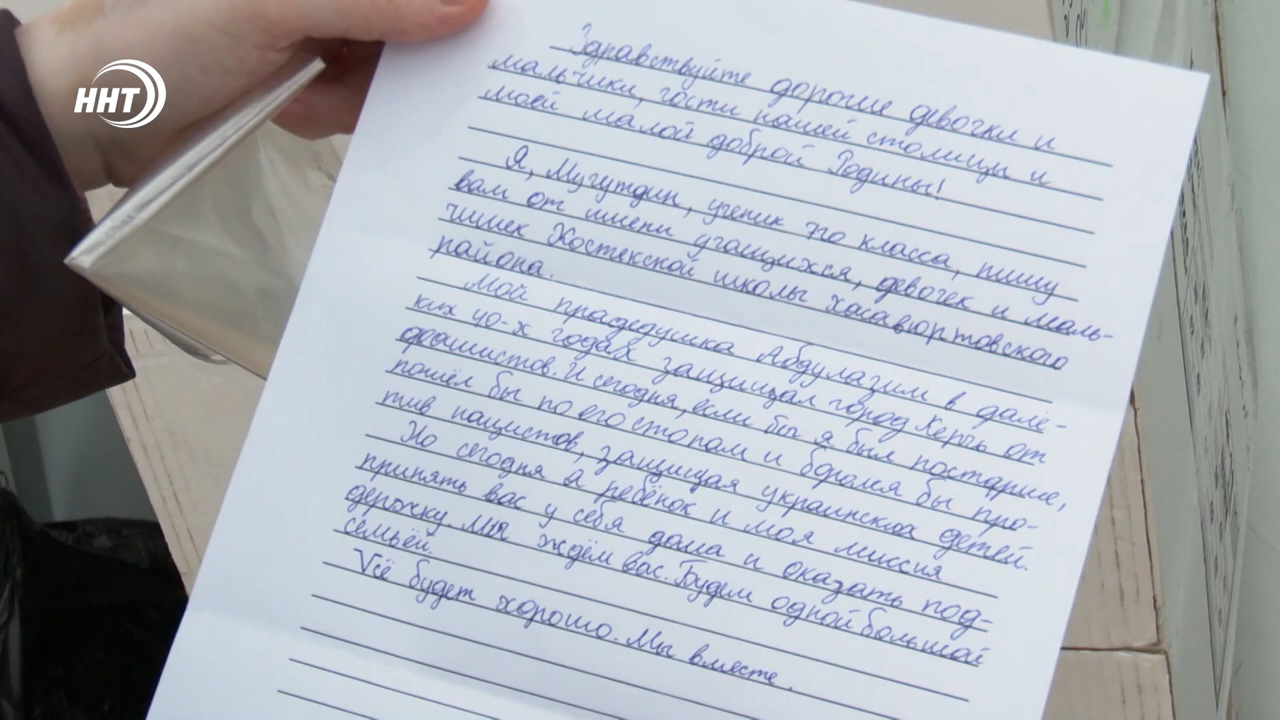 ННТ
Здравствуйте дорогие девочки и
мальчики, гости нашей столицы и
моей малой доброй Родины!
Я, Мугутдин, ученик 7го класса, пишу
вам от имени учащихся, девочек и маль-
чишек Костекской школы Хасавюртовского
района.
Мой прадедушка Абдулазим в далё-
ких 40-х годах защищал город Керчь от
фашистов. И сегодня, если бы я был постарше,
пошёл бы по его стопам и боролся бы про-
тив нацистов, защищая украинских детей.
Но сегодня я ребёнок и моя миссия
принять вас у себя дома и оказать под-
держку. Мы ждём вас. Будем одной большой
семьёй.
Всё будет хорошо. Мы вместе.